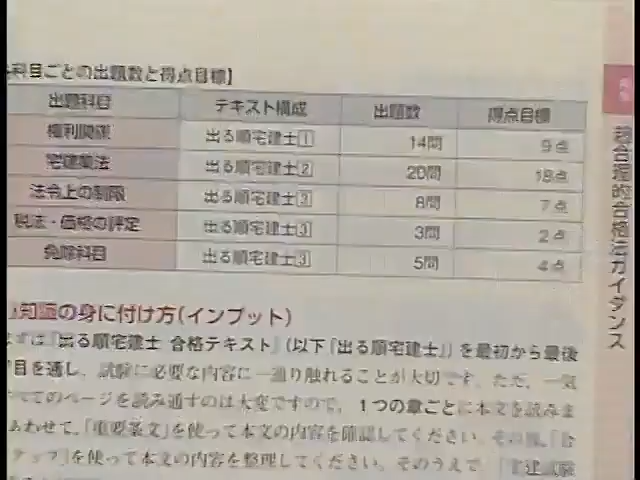 科目ごとの出題数と得点目標】
出題科目 テキスト構成 出題数 得点目標
権利関係 出る順宅建士① 14問 9点
宅建業法 出る順宅建士② 20問 18点
法令上の制限 出る順宅建士③ 8問 7点
税法・価格の評定 出る順宅建士③ 3問 2点
免除科目 出る順宅建士③ 5問 4点
知識の身に付け方(インプット)
まずは『出る順宅建士 合格テキスト』(以下『出る順宅建士』)を最初から最後
目を通し、試験に必要な内容に一通り触れることが大切です。ただ、一気
べてのページを読み通すのは大変ですので、1つの章ごとに本文を読みま
あわせて、「重要条文」を使って本文の内容を確認してください。その後、
テップ」を使って本文の内容を整理してください。そのうえで『宅建試験
超合理的合格法ガイダンス